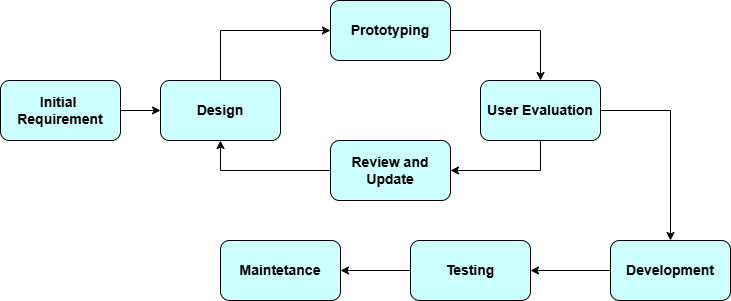 Prototyping
Initial
Requirement
Design
User Evaluation
Review and
Update
Maintetance
Testing
Development